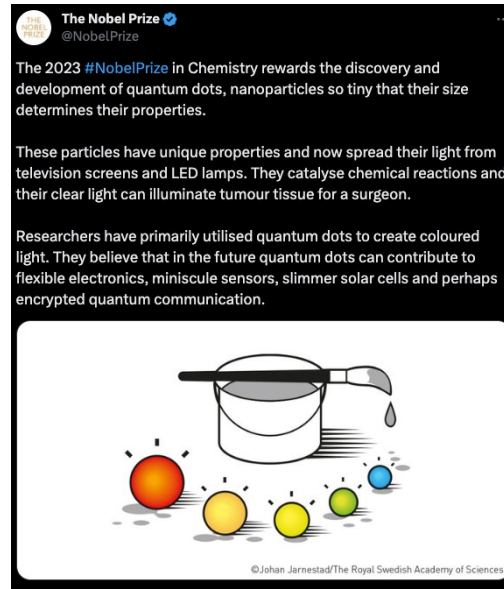 THE
NOBEL
PRIZE
The Nobel Prize
@NobelPrize
The 2023 #NobelPrize in Chemistry rewards the discovery and
development of quantum dots, nanoparticles so tiny that their size
determines their properties.
These particles have unique properties and now spread their light from
television screens and LED lamps. They catalyse chemical reactions and
their clear light can illuminate tumour tissue for a surgeon.
Researchers have primarily utilised quantum dots to create coloured
light. They believe that in the future quantum dots can contribute to
flexible electronics, miniscule sensors, slimmer solar cells and perhaps
encrypted quantum communication.
©Johan Jarnestad/The Royal Swedish Academy of Sciences